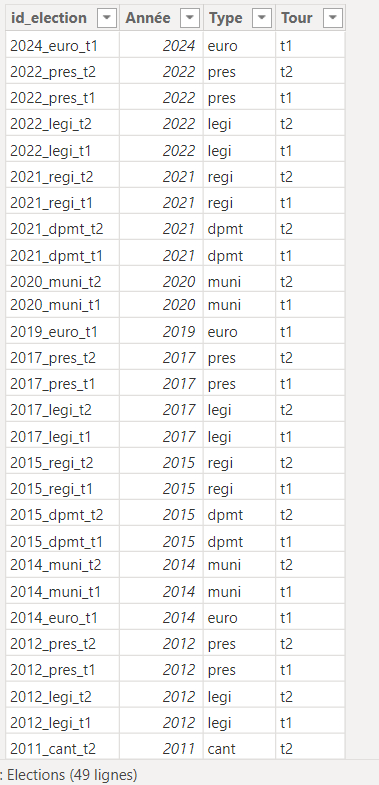 id_election Année Type Tour
2024_euro_t1 2024 euro t1
2022_pres_t2 2022 pres t2
2022_pres_t1 2022 pres t1
2022_legi_t2 2022 legi t2
2022_legi_t1 2022 legi t1
2021_regi_t2 2021 regi t2
2021_regi_t1 2021 regi t1
2021_dpmt_t2 2021 dpmt t2
2021_dpmt_t1 2021 dpmt t1
2020_muni_t2 2020 muni t2
2020_muni_t1 2020 muni t1
2019_euro_t1 2019 euro t1
2017_pres_t2 2017 pres t2
2017_pres_t1 2017 pres t1
2017_legi_t2 2017 legi t2
2017_legi_t1 2017 legi t1
2015_regi_t2 2015 regi t2
2015_regi_t1 2015 regi t1
2015_dpmt_t2 2015 dpmt t2
2015_dpmt_t1 2015 dpmt t1
2014_muni_t2 2014 muni t2
2014_muni_t1 2014 muni t1
2014_euro_t1 2014 euro t1
2012_pres_t2 2012 pres t2
2012_pres_t1 2012 pres t1
2012_legi_t2 2012 legi t2
2012_legi_t1 2012 legi t1
2011_cant_t2 2011 cant t2
: Elections (49 lignes)